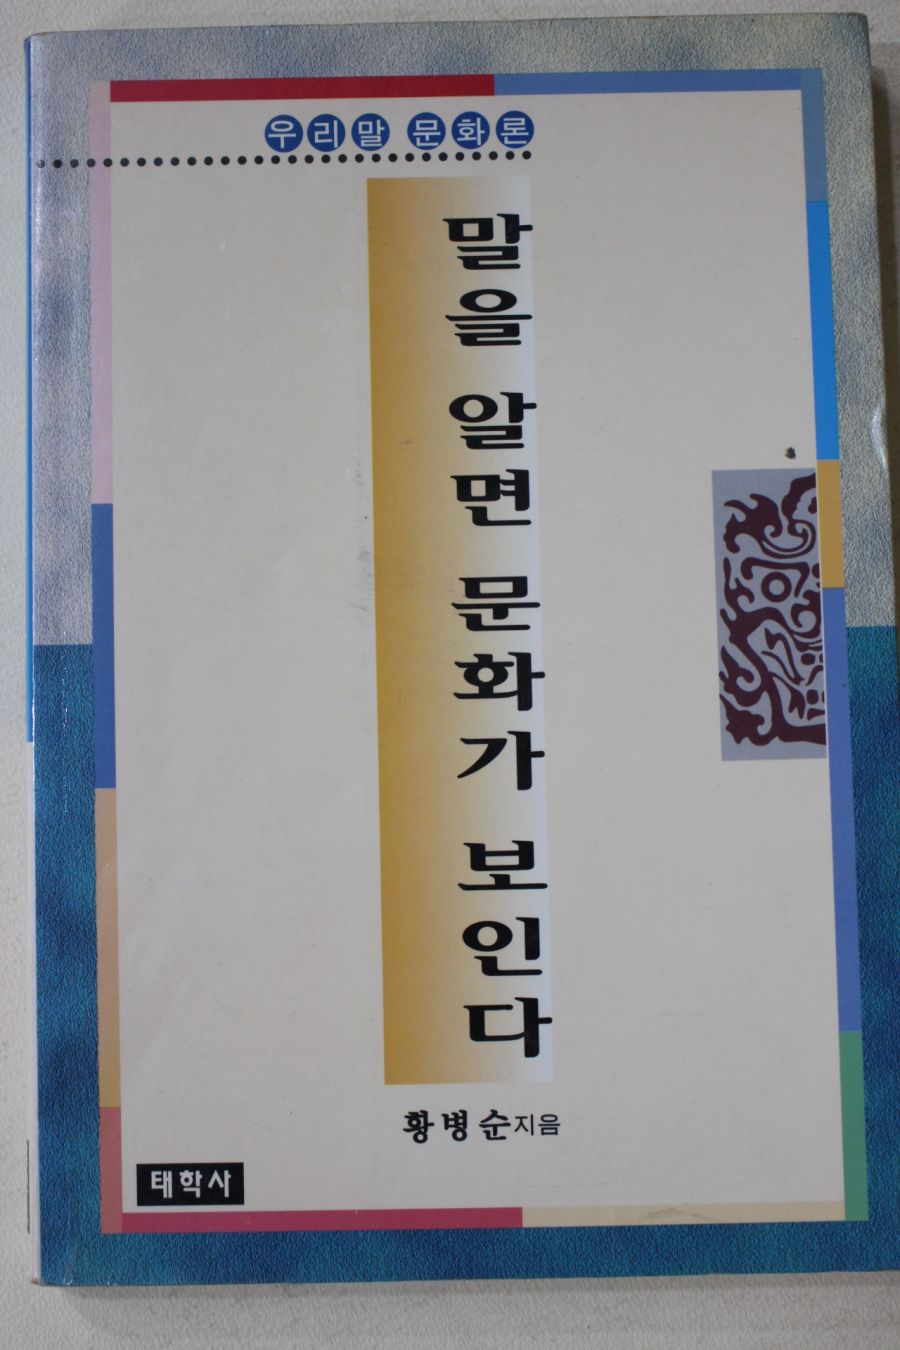 우리말 문화론
말을 알면 문화가 보인다
황병순 지음
태학사